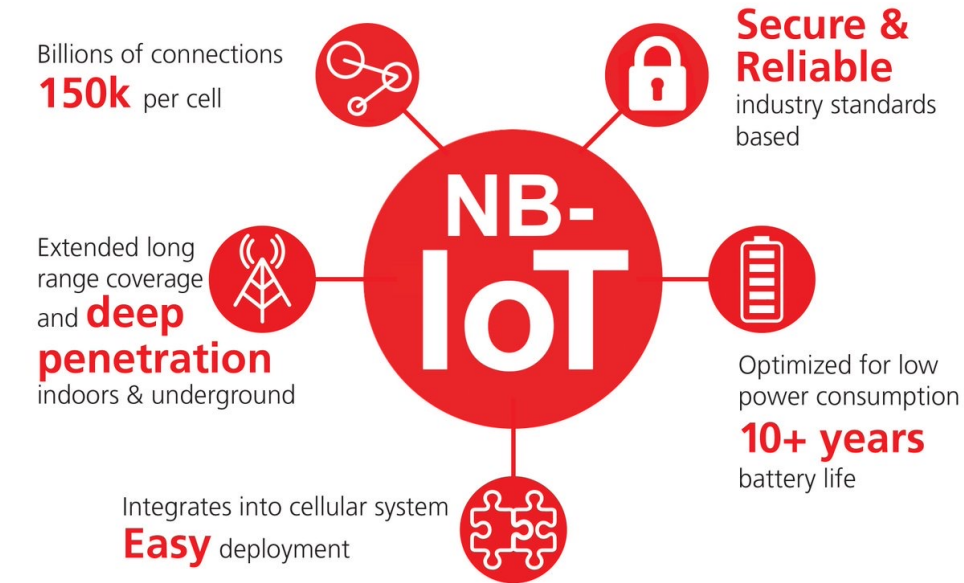 Billions of connections
150k per cell
Secure &
Reliable
industry standards
based
NB-
IoT
Extended long
range coverage
and deep
penetration
indoors & underground
Optimized for low
power consumption
10+ years
battery life
Integrates into cellular system
Easy deployment